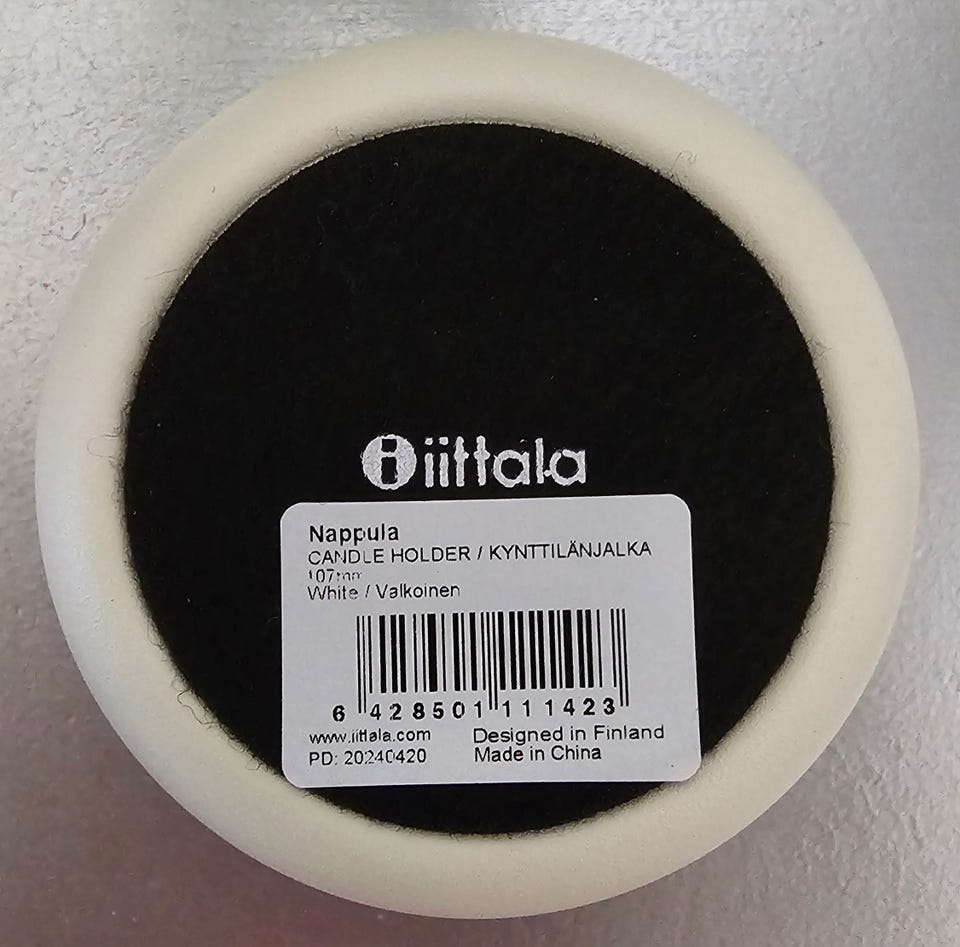 iittala
Nappula
CANDLE HOLDER / KYNTTILÄNJALKA
107mm
White / Valkoinen
6 428501 111423
www.iittala.com
PD: 20240420
Designed in Finland
Made in China